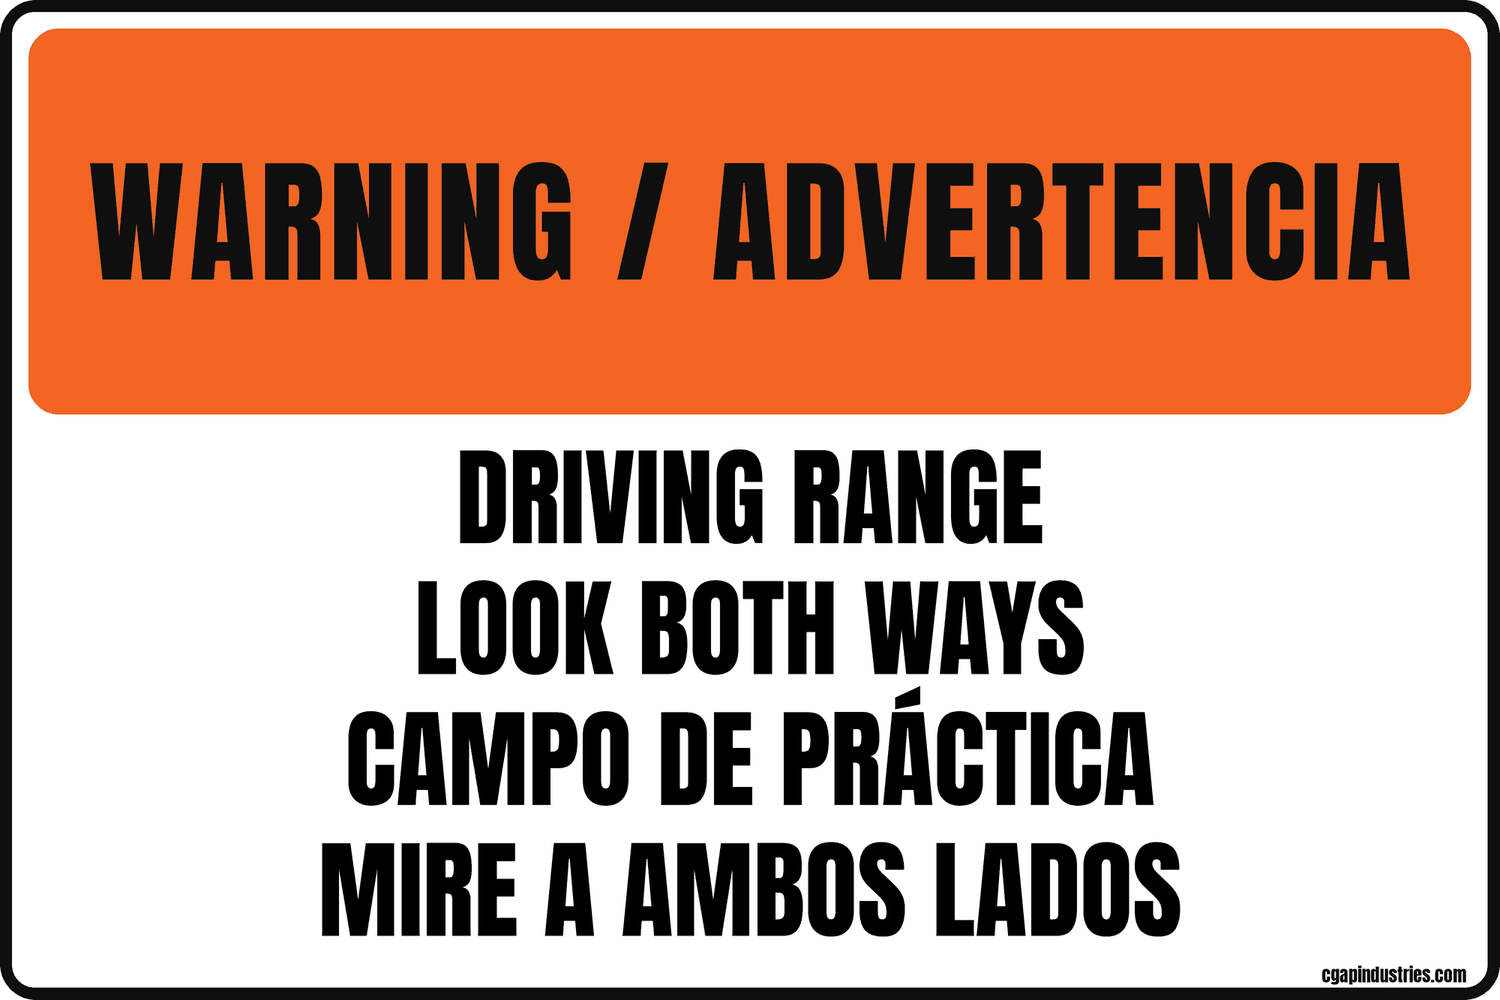 WARNING / ADVERTENCIA
DRIVING RANGE
LOOK BOTH WAYS
CAMPO DE PRÁCTICA
MIRE A AMBOS LADOS
cgapindustries.com